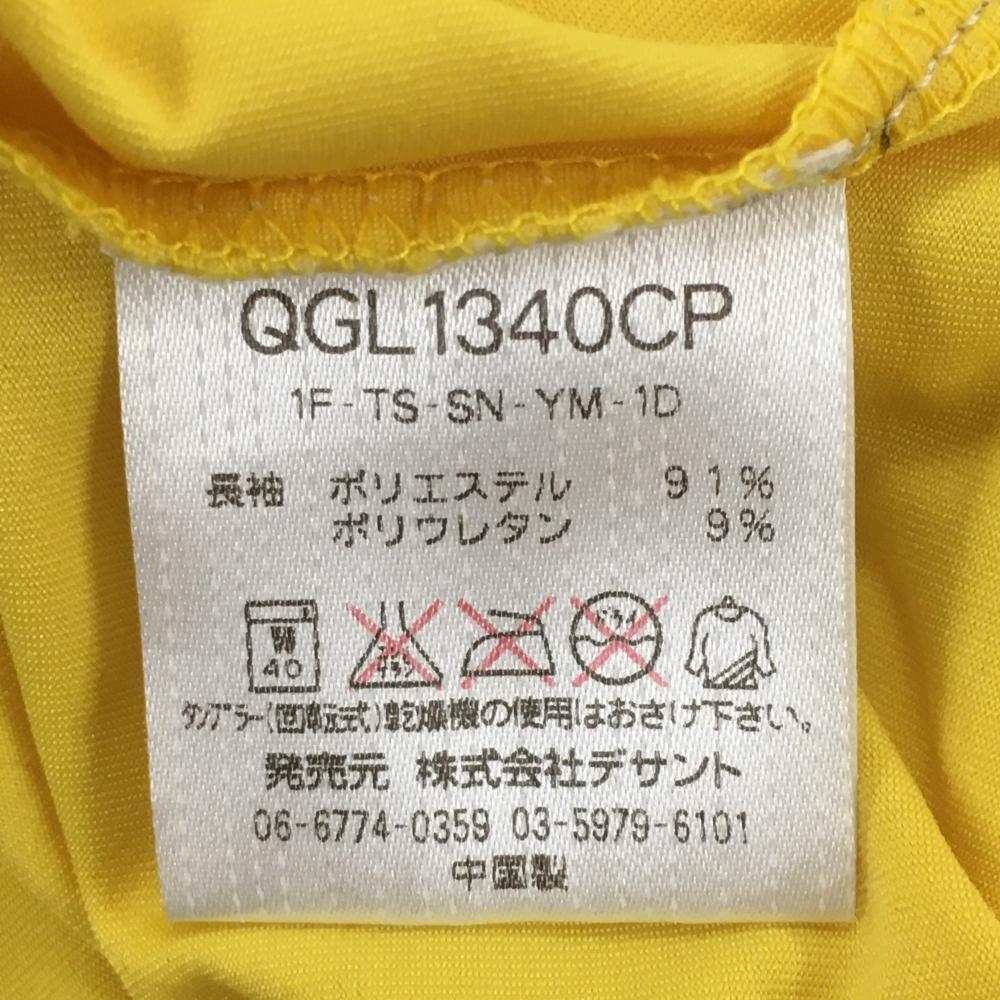 QGL1340CP
1F-TS-SN-YM-1D
長袖 ポリエステル 91%
ポリウレタン 9%
弱 40
タンブラー(回転式)乾燥機の使用はおさけ下さい。
発売元 株式会社デサント
06-6774-0359 03-5979-6101
中国製